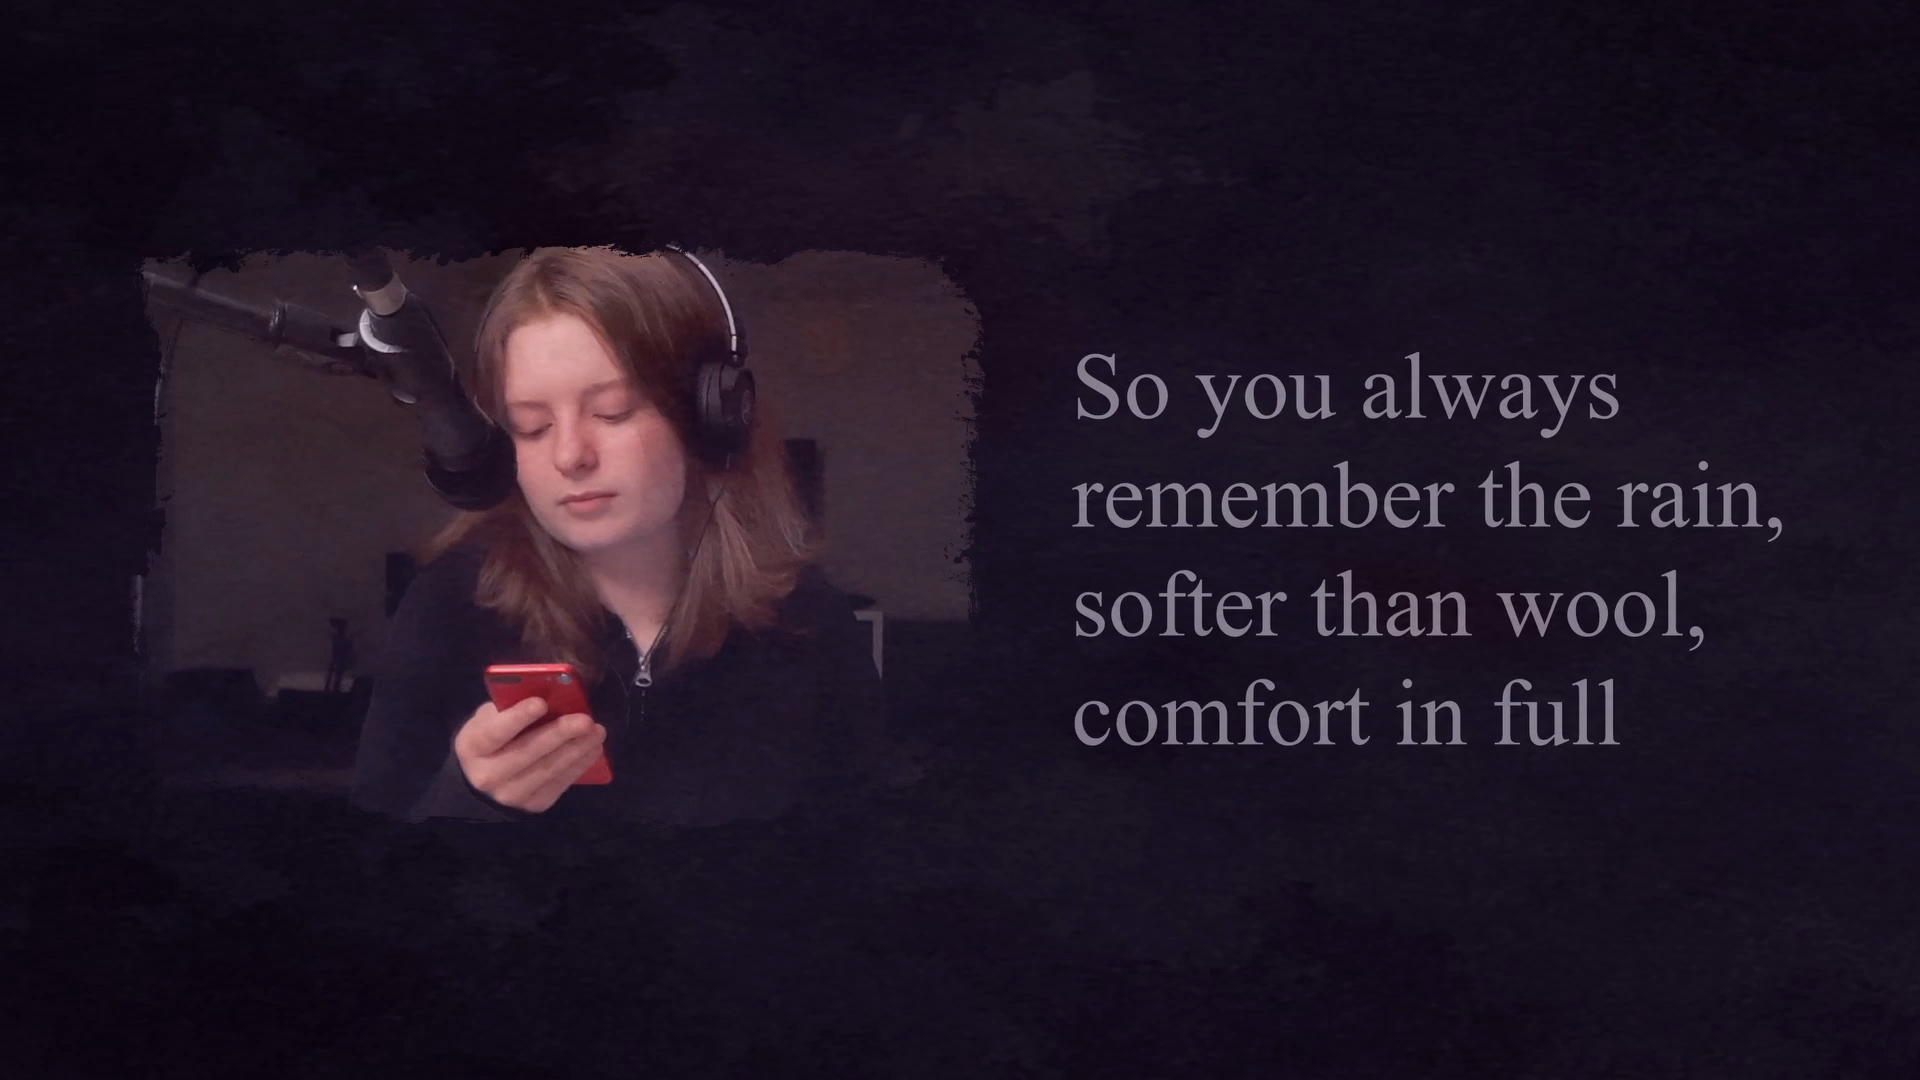 So you always
remember the rain,
softer than wool,
comfort in full